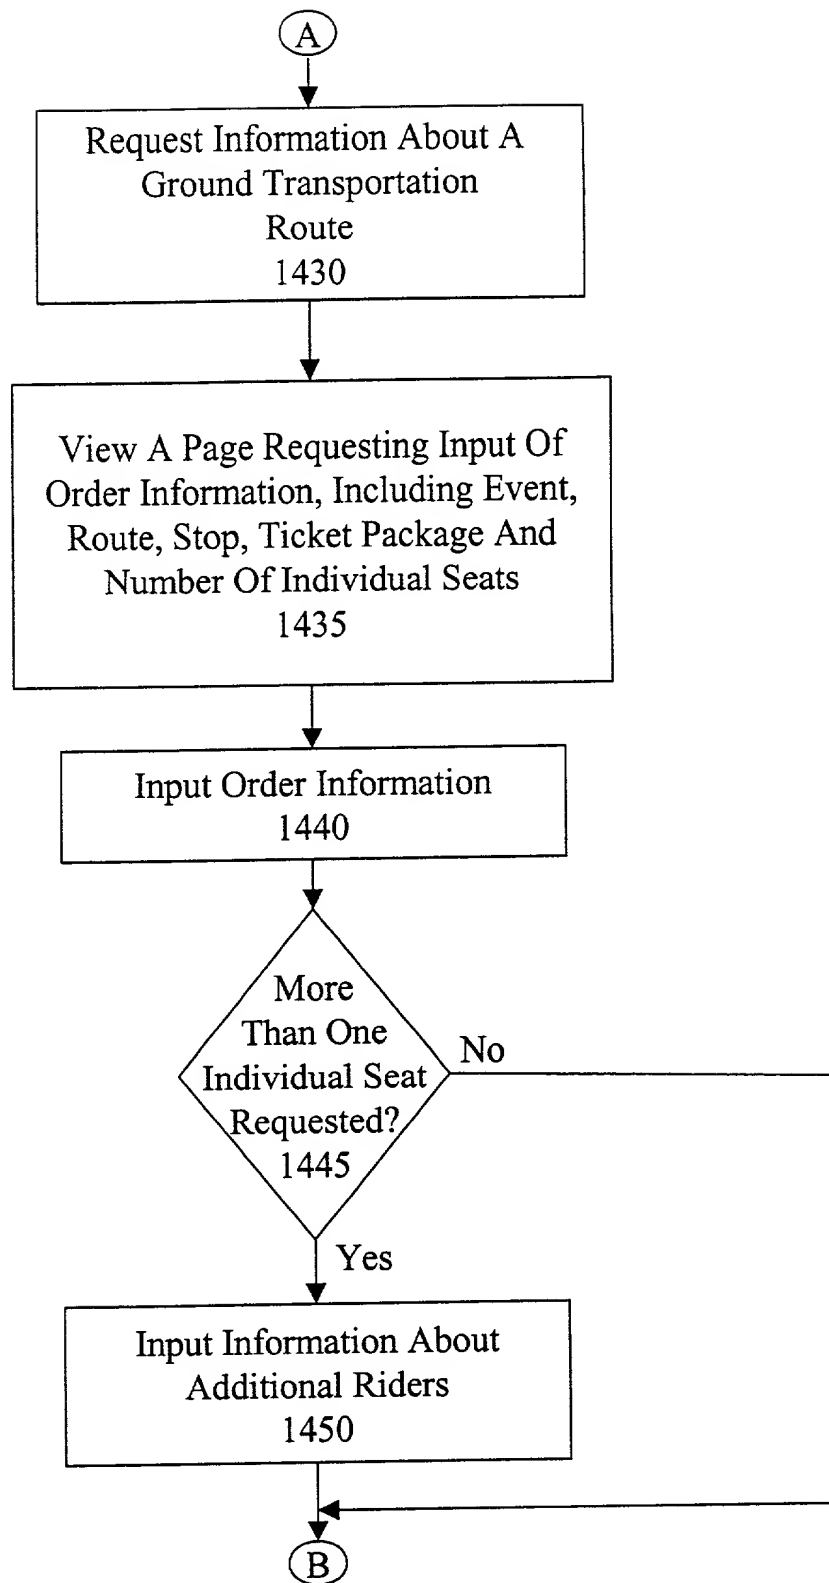 A
Request Information About A
Ground Transportation
Route
1430
View A Page Requesting Input Of
Order Information, Including Event,
Route, Stop, Ticket Package And
Number Of Individual Seats
1435
Input Order Information
1440
More
Than One
Individual Seat
Requested?
1445
No
Yes
Input Information About
Additional Riders
1450
B